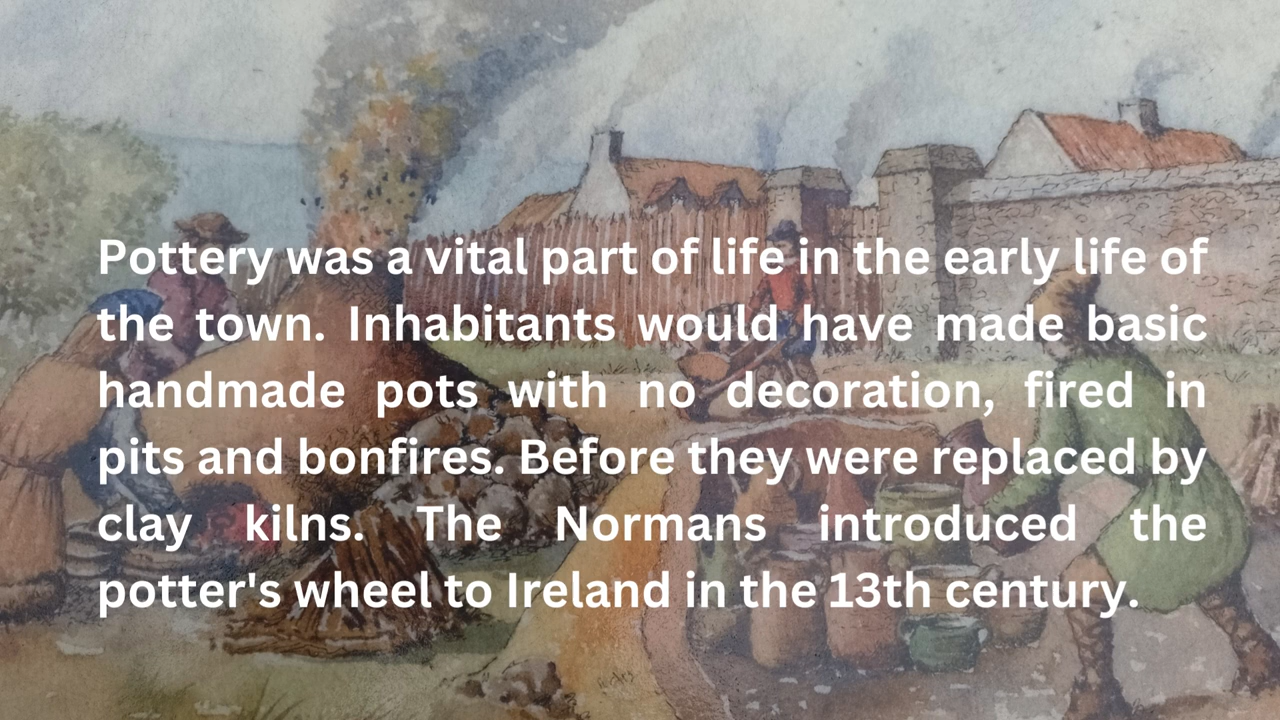 Pottery was a vital part of life in the early life of
the town. Inhabitants would have made basic
handmade pots with no decoration, fired in
pits and bonfires. Before they were replaced by
clay kilns. The Normans introduced the
potter's wheel to Ireland in the 13th century.